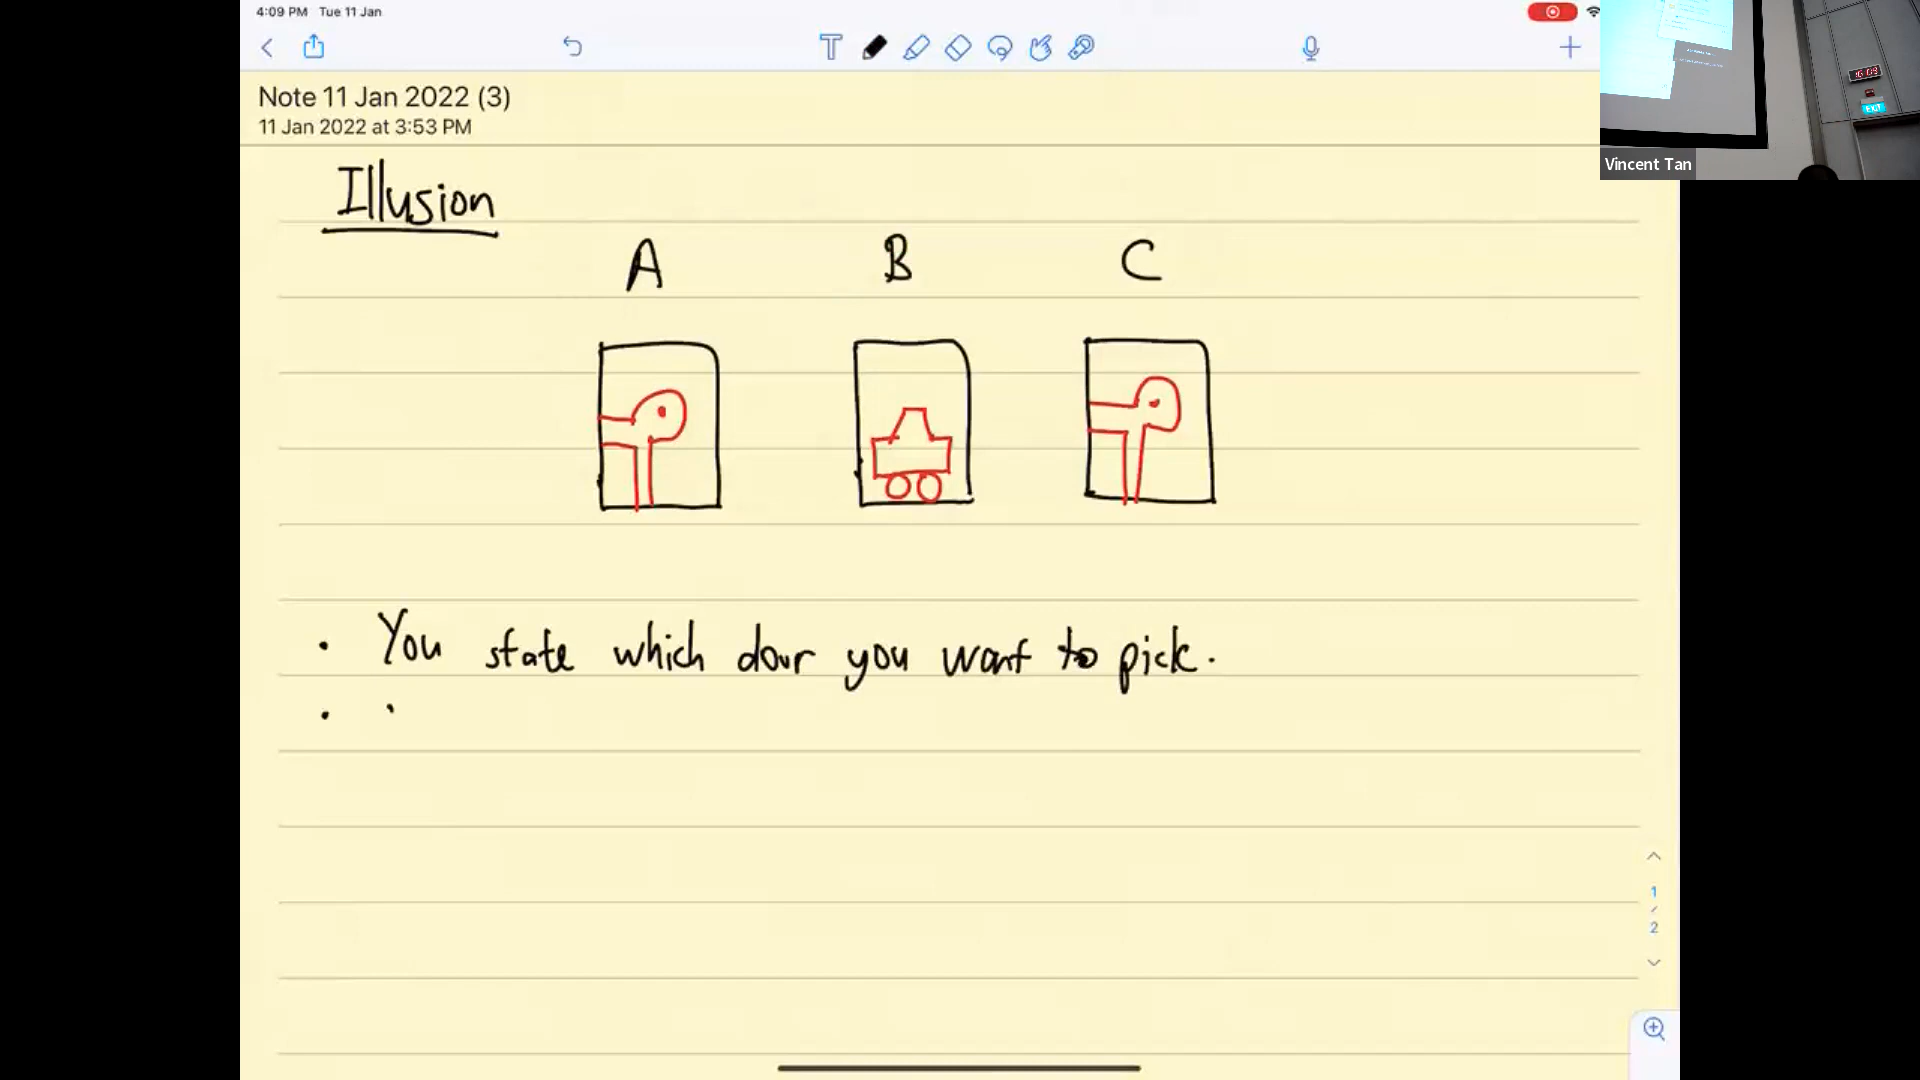 4:09 PM Tue 11 Jan
Note 11 Jan 2022 (3)
11 Jan 2022 at 3:53 PM
Vincent Tan
EXIT
Illusion
A B C
• You state which door you want to pick.
•
1
/
2